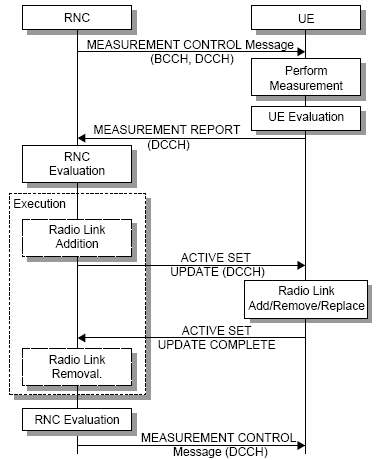 RNC
UE
MEASUREMENT CONTROL Message
(BCCH, DCCH)
Perform
Measurement
UE Evaluation
MEASUREMENT REPORT
(DCCH)
RNC
Evaluation
Execution
Radio Link
Addition
ACTIVE SET
UPDATE (DCCH)
Radio Link
Add/Remove/Replace
ACTIVE SET
UPDATE COMPLETE
Radio Link
Removal.
RNC Evaluation
MEASUREMENT CONTROL
Message (DCCH)